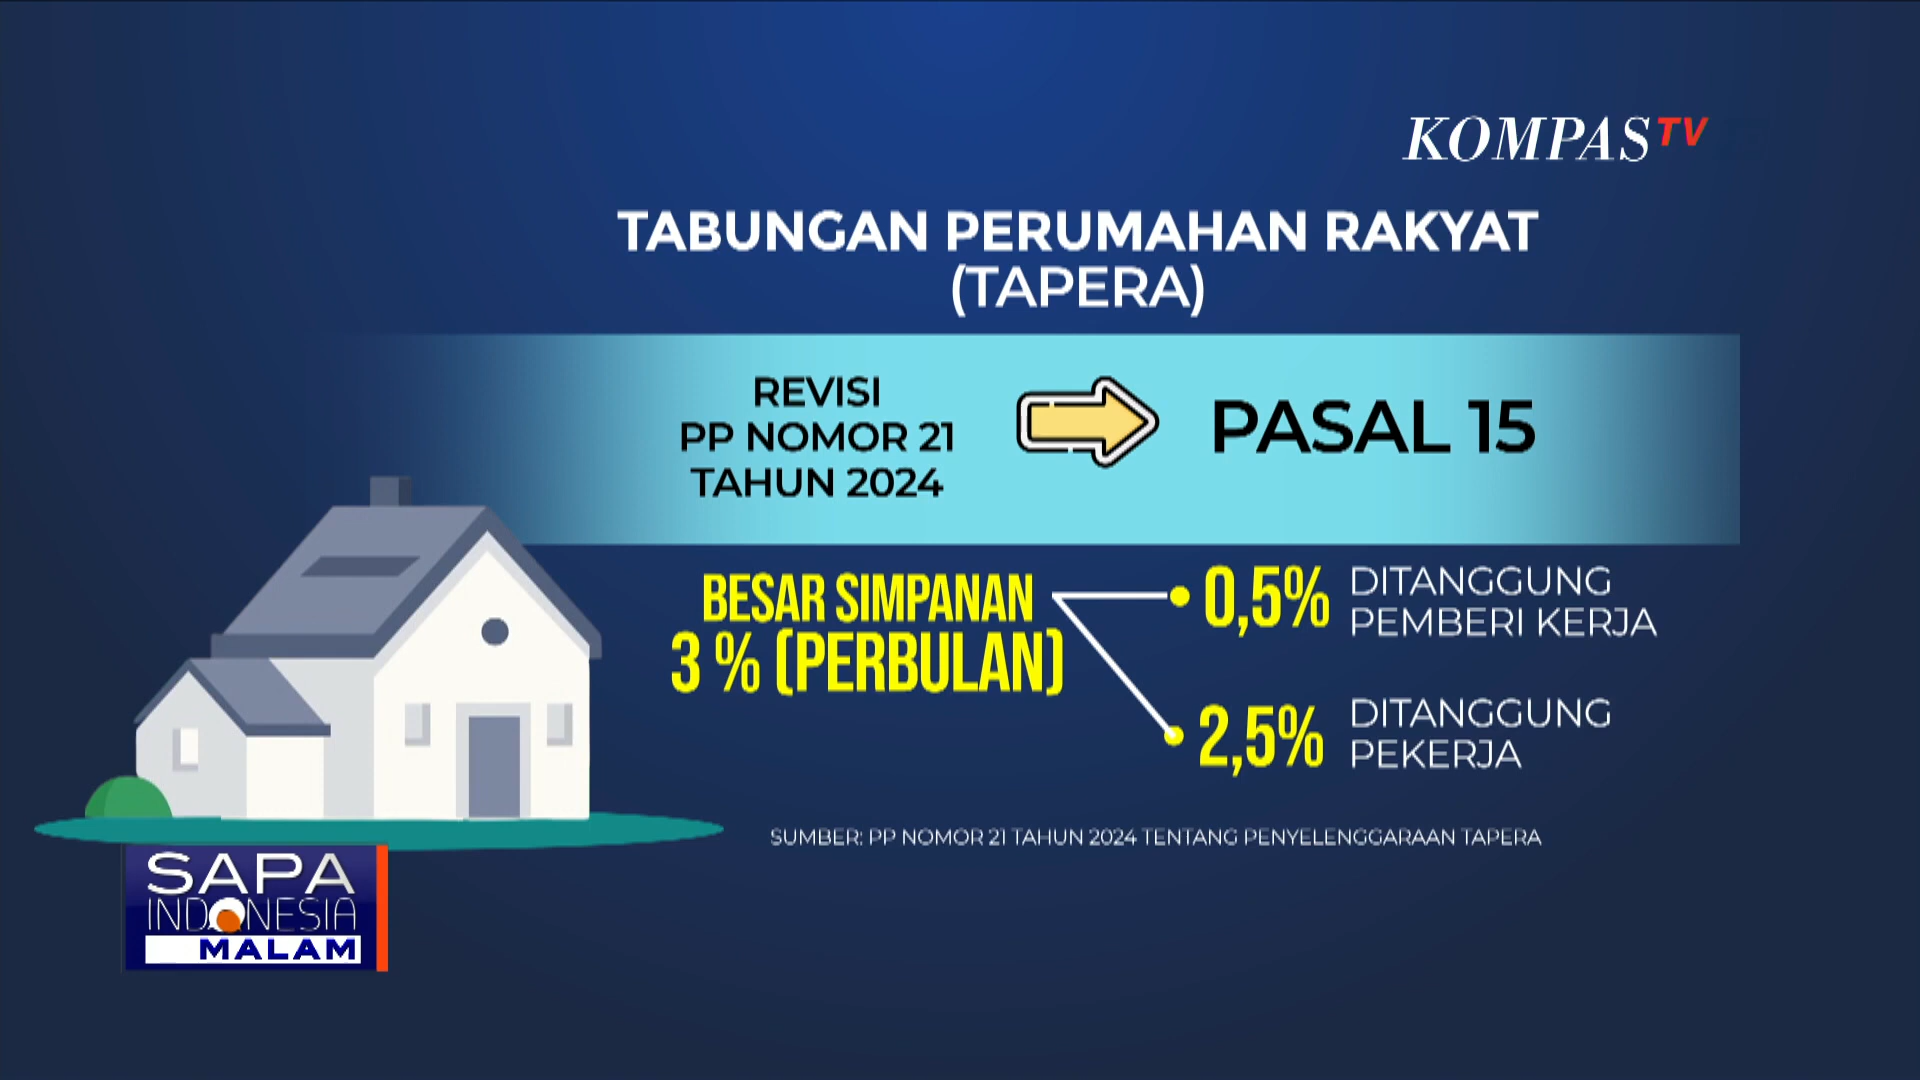 KOMPAS TV
TABUNGAN PERUMAHAN RAKYAT
(TAPERA)
REVISI
PP NOMOR 21
TAHUN 2024
PASAL 15
BESAR SIMPANAN
3 % (PERBULAN)
0,5%
DITANGGUNG
PEMBERI KERJA
2,5%
DITANGGUNG
PEKERJA
SUMBER: PP NOMOR 21 TAHUN 2024 TENTANG PENYELENGGARAAN TAPERA
SAPA
INDONESIA
MALAM